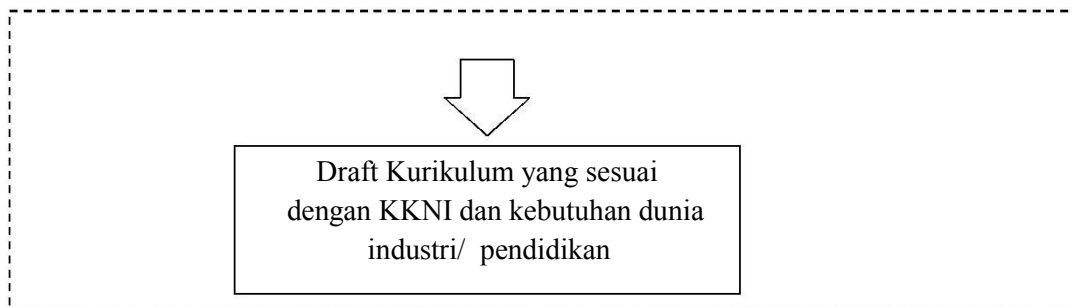 Draft Kurikulum yang sesuai
dengan KKNI dan kebutuhan dunia
industri/ pendidikan